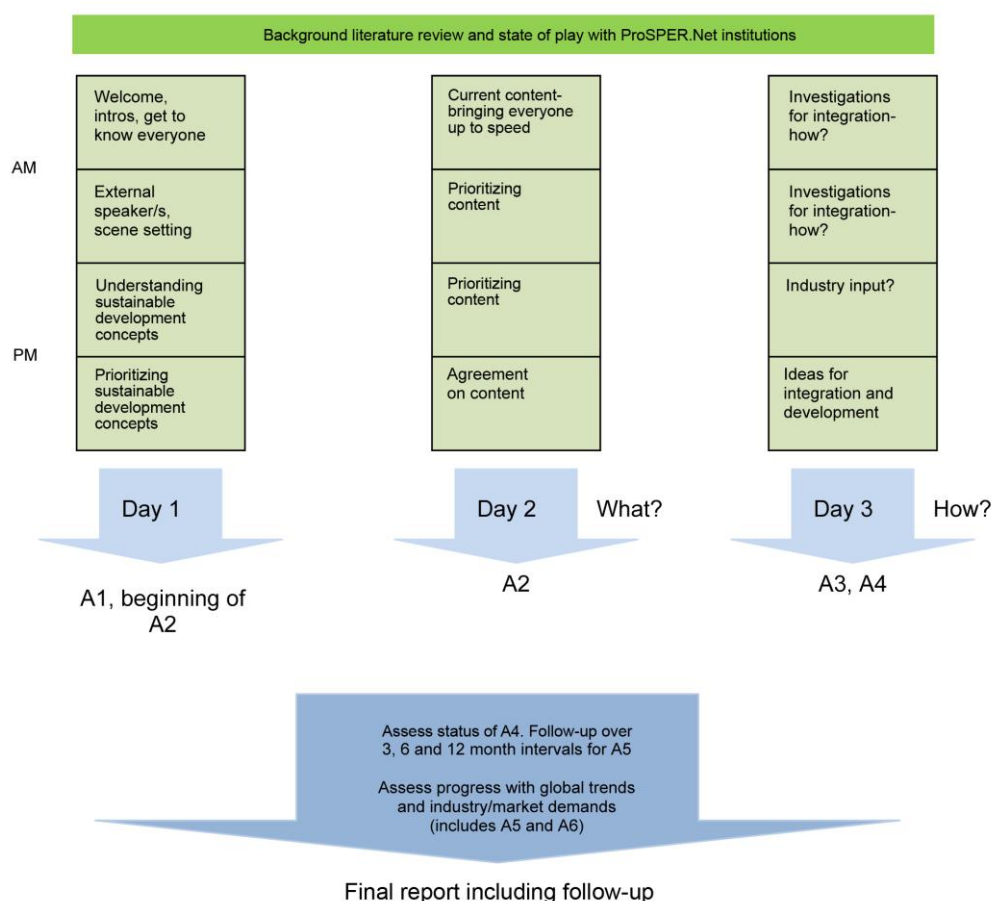 Background literature review and state of play with ProSPER.Net institutions
AM
PM
Welcome,
intros, get to
know everyone
External
speaker/s,
scene setting
Understanding
sustainable
development
concepts
Prioritizing
sustainable
development
concepts
Current content-
bringing everyone
up to speed
Prioritizing
content
Prioritizing
content
Agreement
on content
Investigations
for integration-
how?
Investigations
for integration-
how?
Industry input?
Ideas for
integration and
development
Day 1
Day 2
What?
Day 3
How?
A1, beginning of
A2
A2
A3, A4
Assess status of A4. Follow-up over
3, 6 and 12 month intervals for A5
Assess progress with global trends
and industry/market demands
(includes A5 and A6)
Final report including follow-up